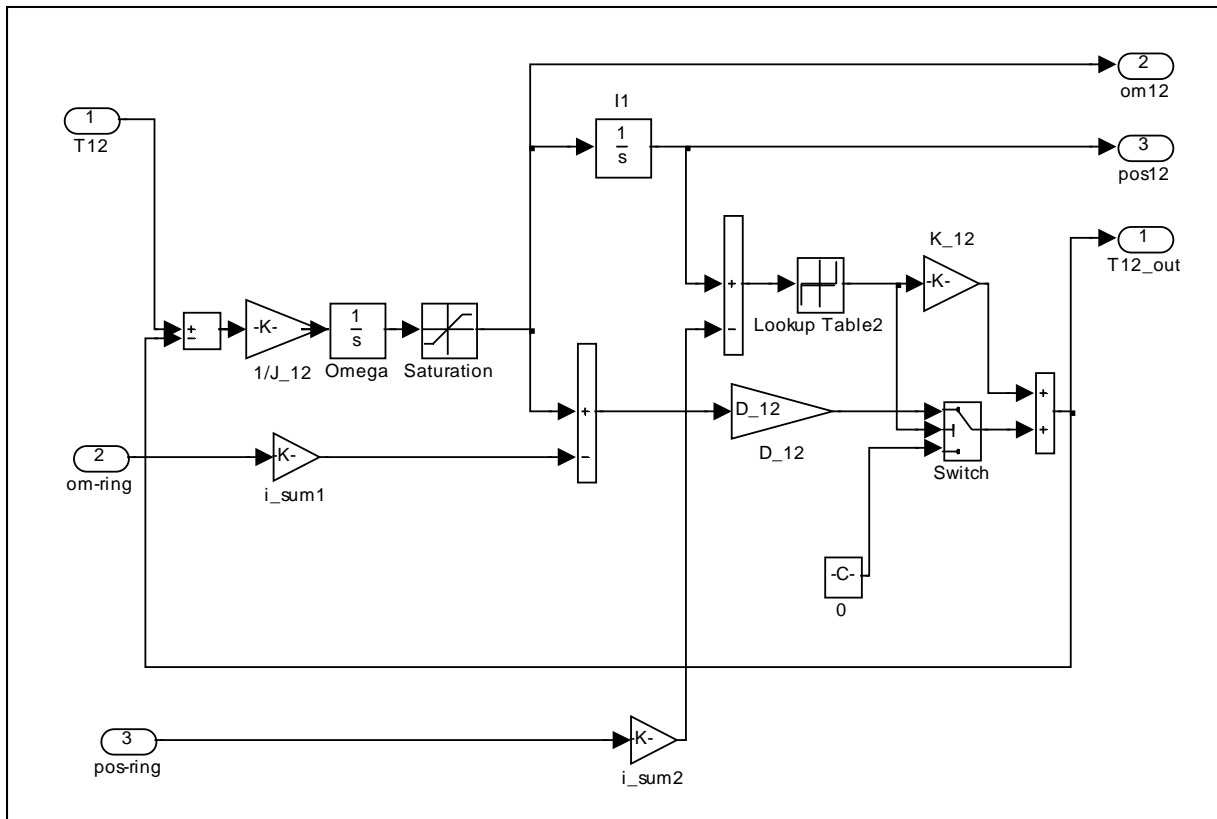 2
om12
I1
1
T12
1
s
3
pos12
K_12
1
T12_out
+
-K-
+
−
-K-
1
s
−
Lookup Table2
1/J_12
Omega
Saturation
+
D_12
+
+
2
om-ring
-K-
−
D_12
Switch
i_sum1
-C-
0
3
pos-ring
-K-
i_sum2